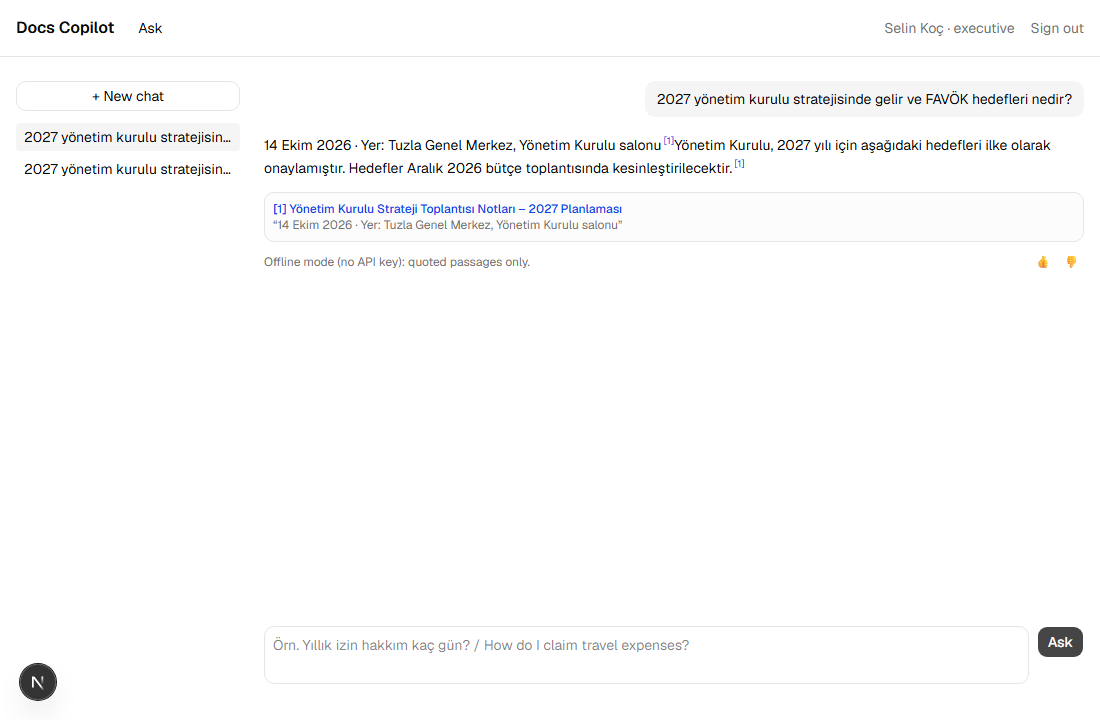 Docs Copilot
Ask
Selin Koç · executive
Sign out
+ New chat
2027 yönetim kurulu stratejisin...
2027 yönetim kurulu stratejisin...
2027 yönetim kurulu stratejisinde gelir ve FAVÖK hedefleri nedir?
14 Ekim 2026 · Yer: Tuzla Genel Merkez, Yönetim Kurulu salonu [1]Yönetim Kurulu, 2027 yılı için aşağıdaki hedefleri ilke olarak
onaylamıştır. Hedefler Aralık 2026 bütçe toplantısında kesinleştirilecektir. [1]
[1] Yönetim Kurulu Strateji Toplantısı Notları – 2027 Planlaması
“14 Ekim 2026 · Yer: Tuzla Genel Merkez, Yönetim Kurulu salonu”
Offline mode (no API key): quoted passages only.
Örn. Yıllık izin hakkım kaç gün? / How do I claim travel expenses?
Ask
N